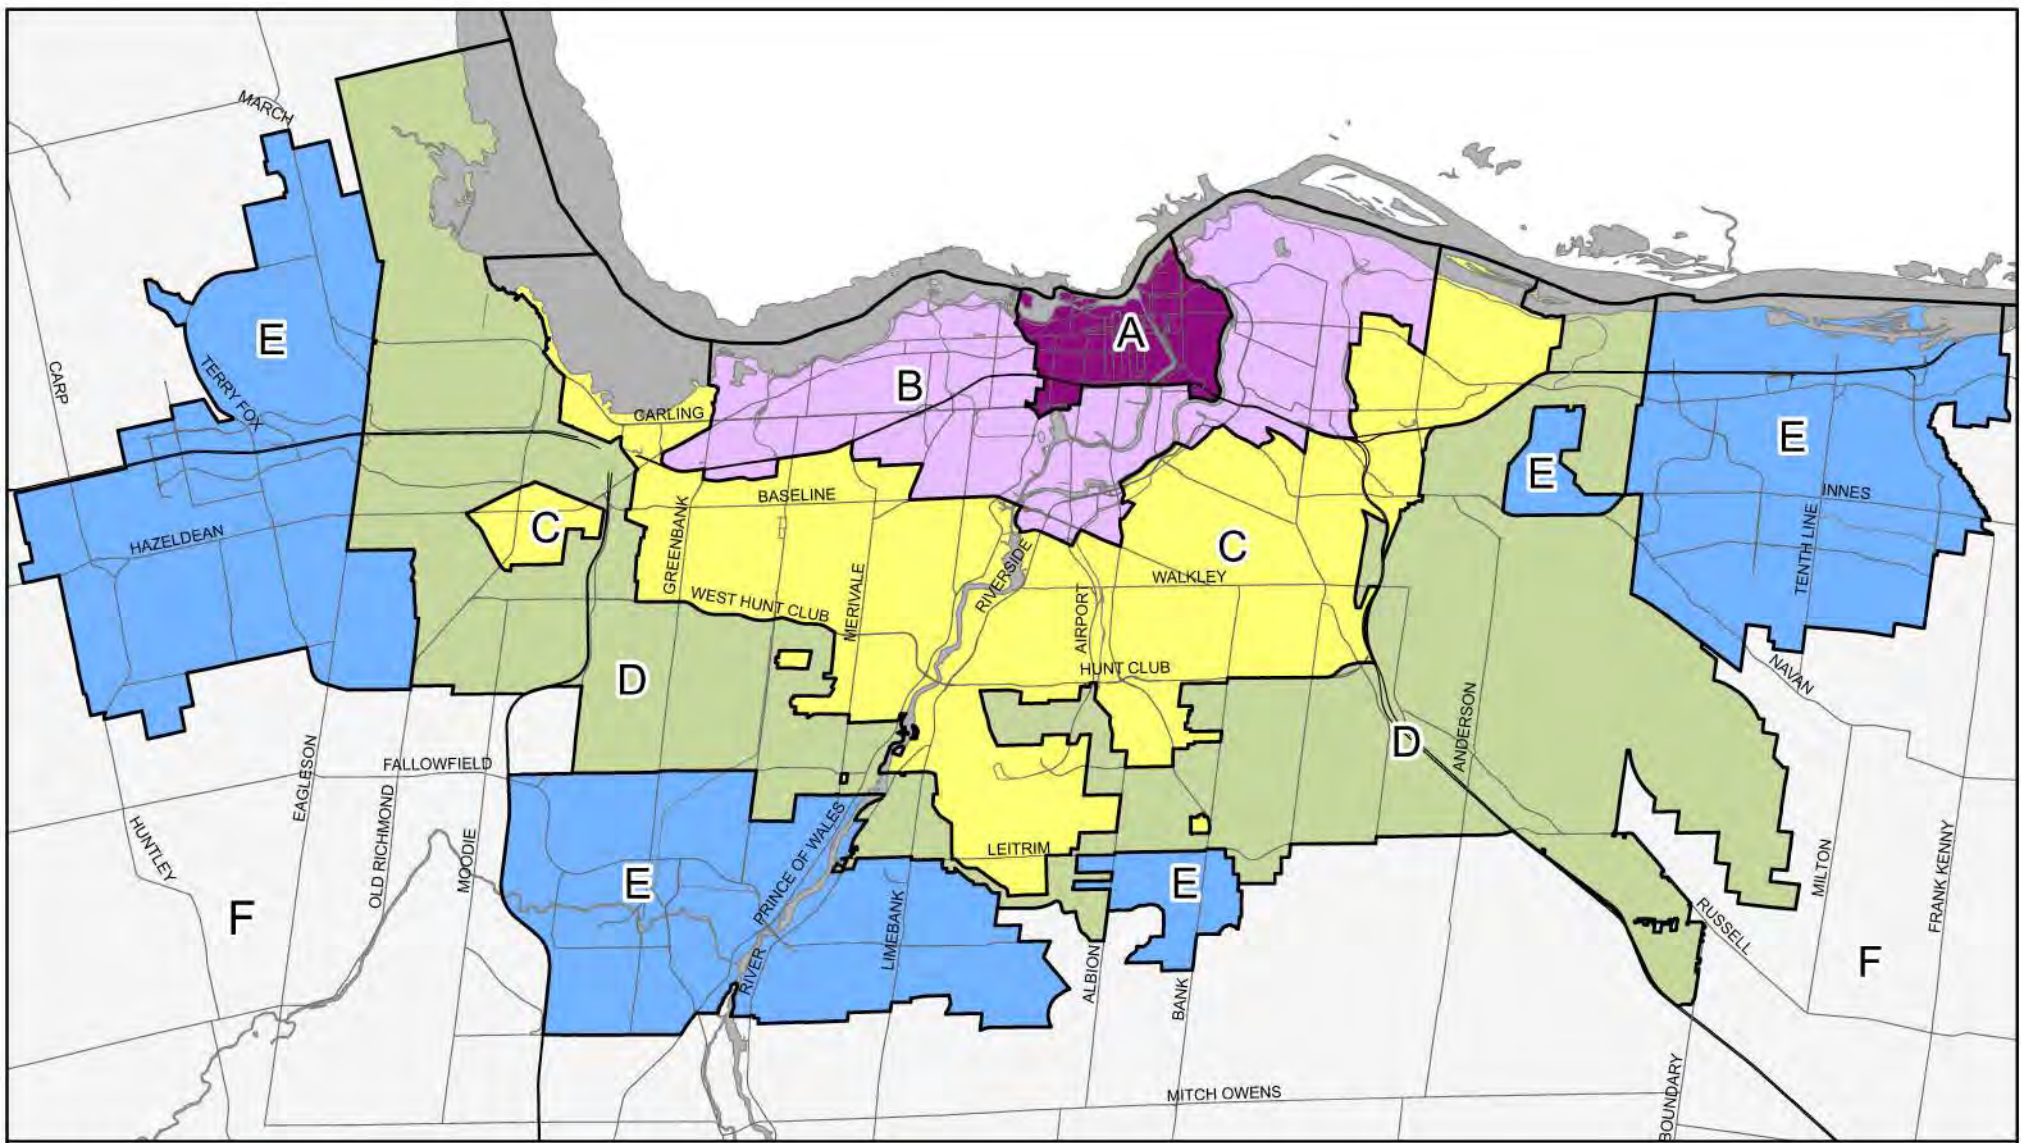 MARCH
E
A
CARP
TERRY FOX
B
CARLING
E
E
BASELINE
INNES
HAZELDEAN
C
GREENBANK
C
TENTH LINE
RIVERSIDE
WALKLEY
WEST HUNT CLUB
MERIVALE
AIRPORT
HUNT CLUB
D
NAVAN
D
ANDERSON
EAGLESON
FALLOWFIELD
HUNTLEY
OLD RICHMOND
MOODIE
PRINCE OF WALES
LEITRIM
MILTON
FRANK KENNY
E
E
F
LIMEBANK
RUSSELL
F
RIVER
ALBION
BANK
MITCH OWENS
BOUNDARY